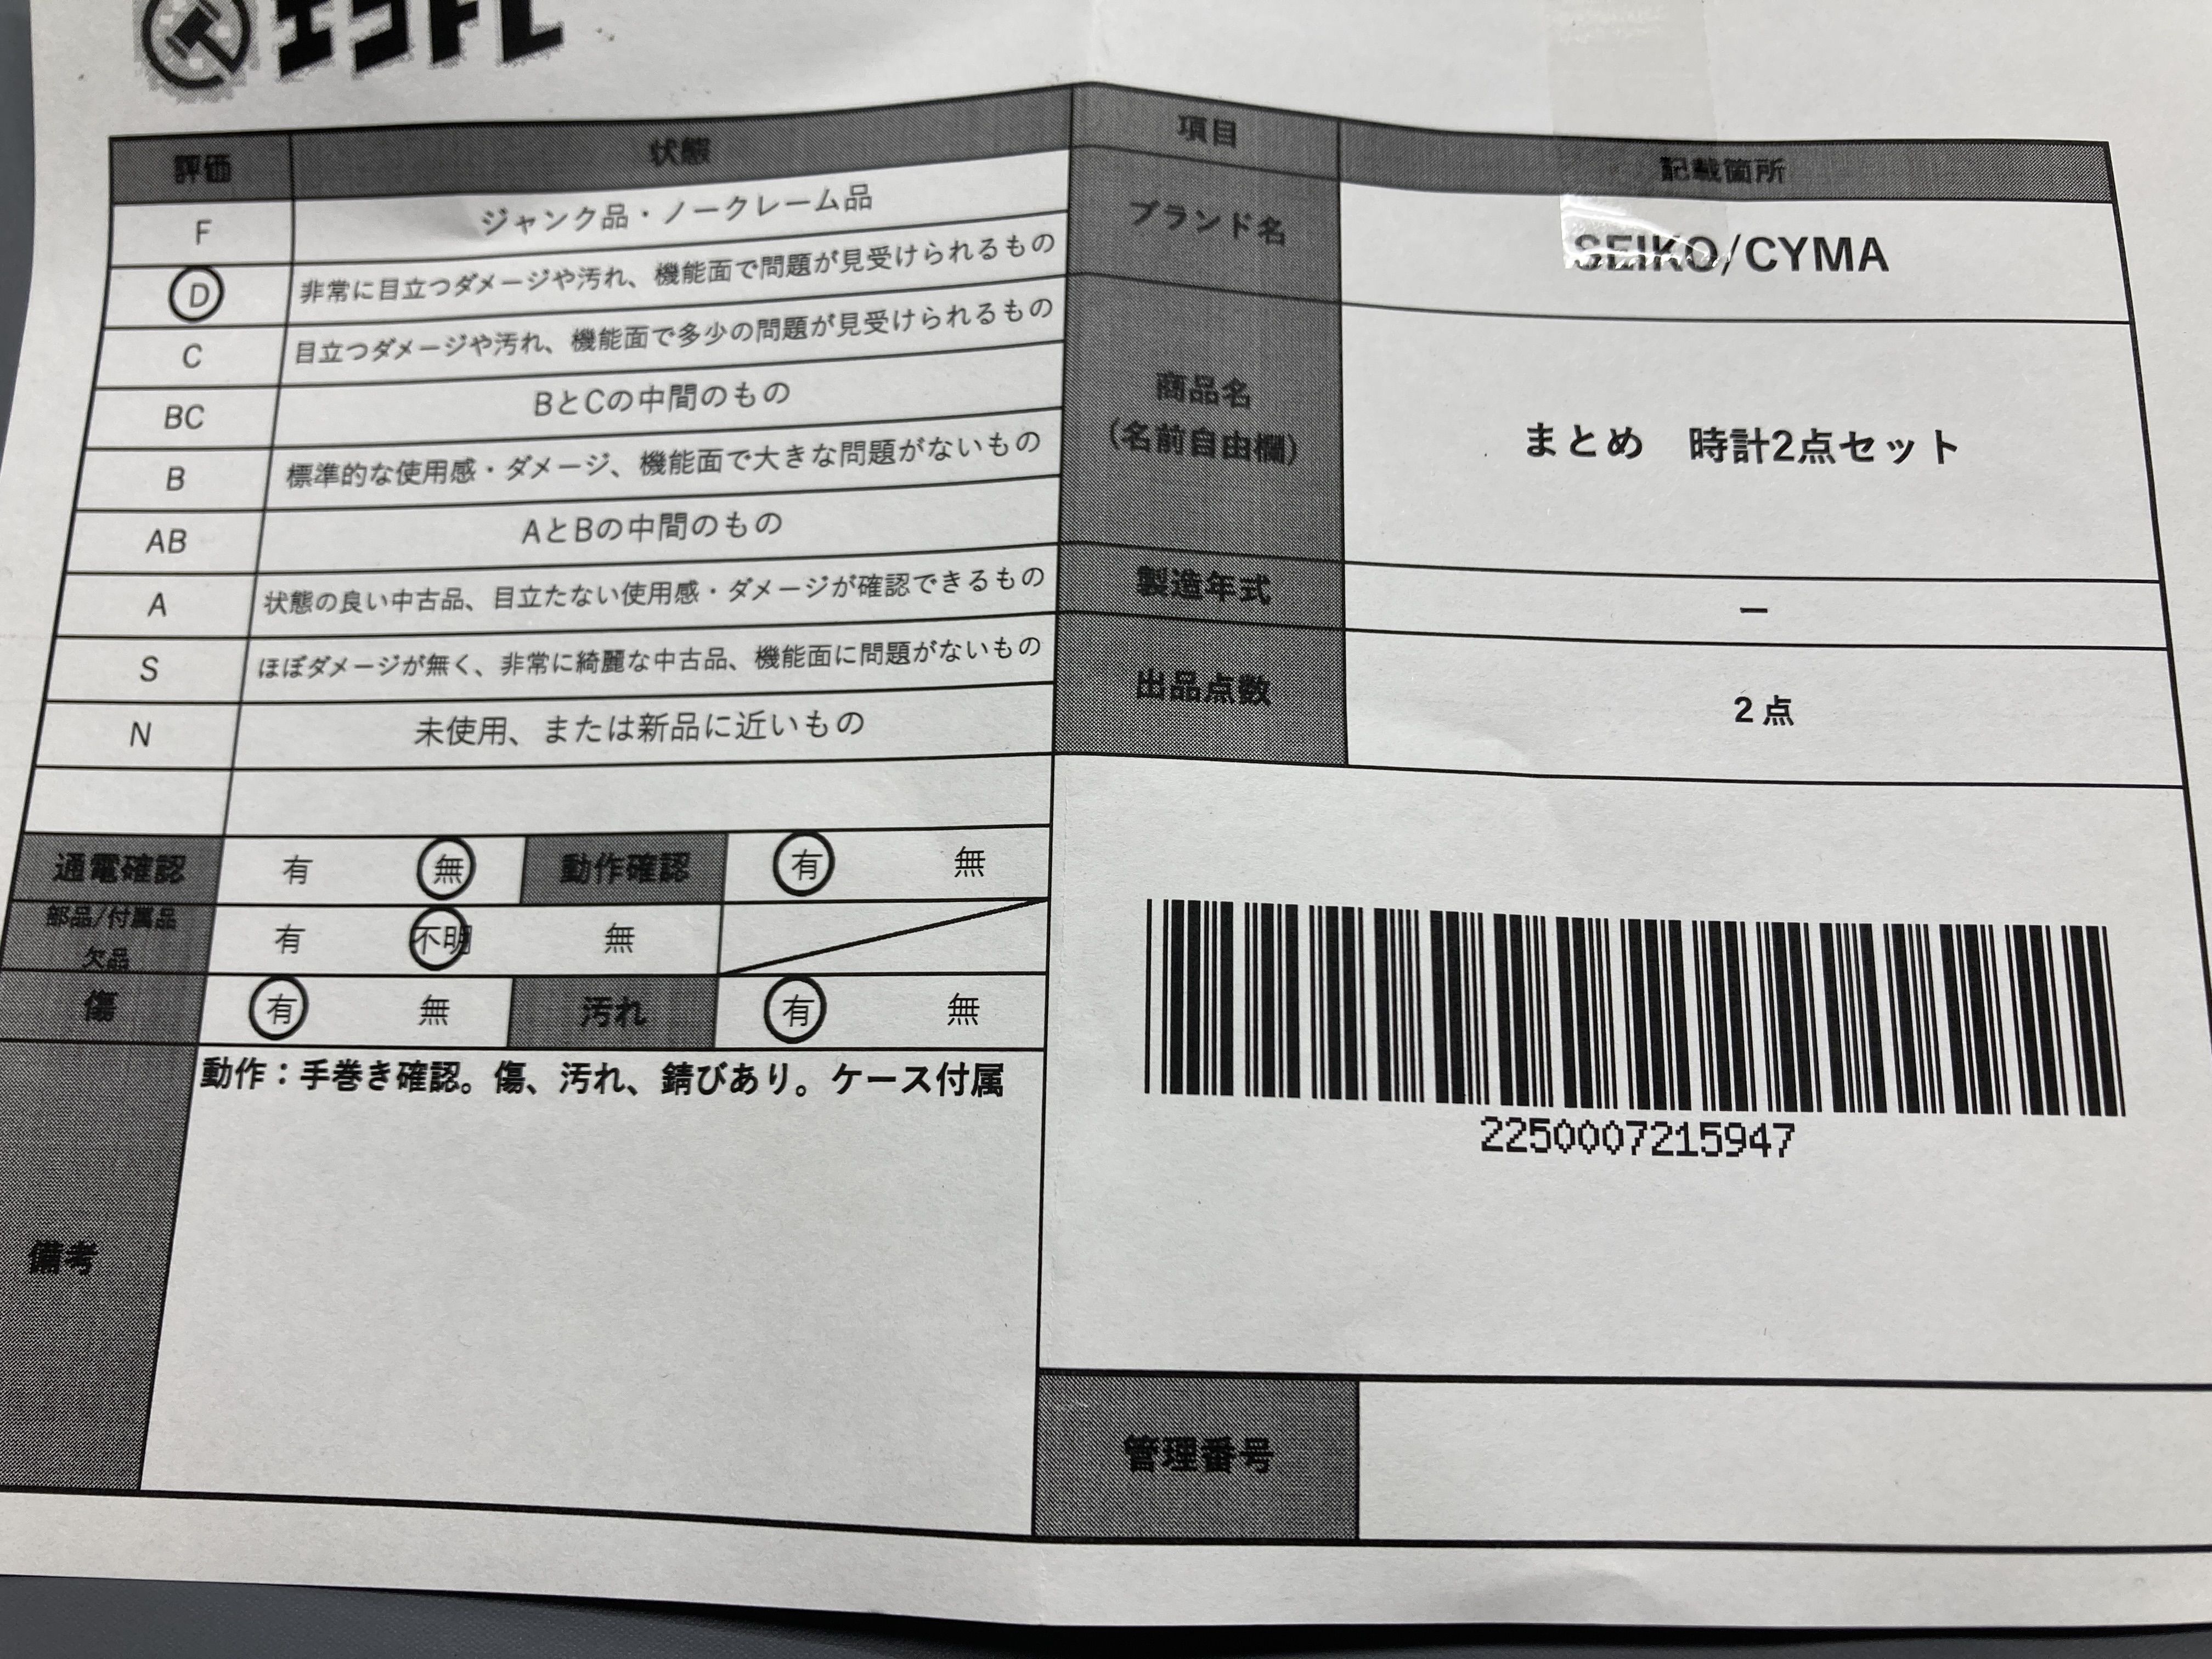 エコトレ
評価 状態
F ジャンク品・ノークレーム品
D 非常に目立つダメージや汚れ、機能面で問題が見受けられるもの
C 目立つダメージや汚れ、機能面で多少の問題が見受けられるもの
BC BとCの中間のもの
B 標準的な使用感・ダメージ、機能面で大きな問題がないもの
AB AとBの中間のもの
A 状態の良い中古品、目立たない使用感・ダメージが確認できるもの
S ほぼダメージが無く、非常に綺麗な中古品、機能面に問題がないもの
N 未使用、または新品に近いもの
通電確認 有 無 動作確認 有 無
部品/付属品
欠品 有 不明 無
傷 有 無 汚れ 有 無
備考 動作：手巻き確認。傷、汚れ、錆びあり。ケース付属
項目 記載箇所
ブランド名 SEIKO/CYMA
商品名
(名前自由欄) まとめ 時計2点セット
製造年式 ー
出品点数 2 点
2250007215947
管理番号